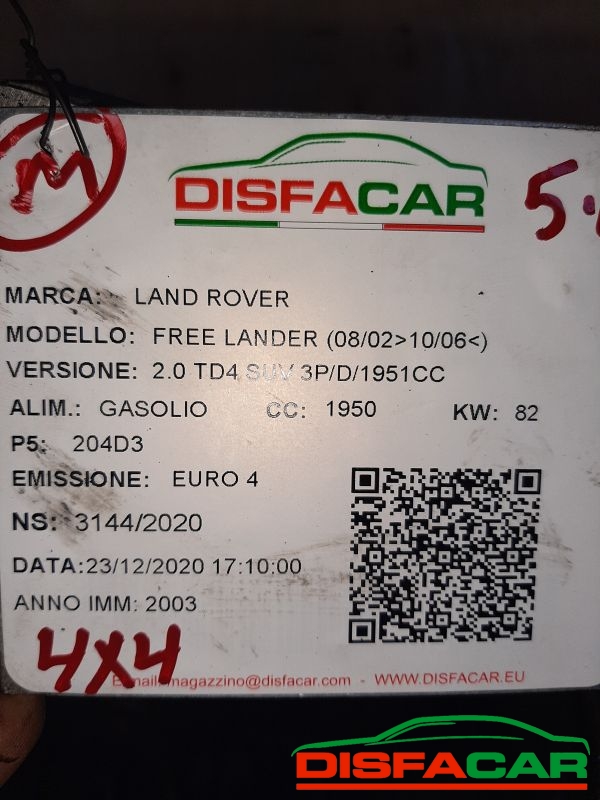 M
DISFACAR
5
MARCA: LAND ROVER
MODELLO: FREE LANDER (08/02>10/06<)
VERSIONE: 2.0 TD4 SUV 3P/D/1951CC
ALIM.: GASOLIO CC: 1950 KW: 82
P5: 204D3
EMISSIONE: EURO 4
NS: 3144/2020
DATA:23/12/2020 17:10:00
ANNO IMM: 2003
4X4
E-mail: magazzino@disfacar.com - WWW.DISFACAR.EU
DISFACAR